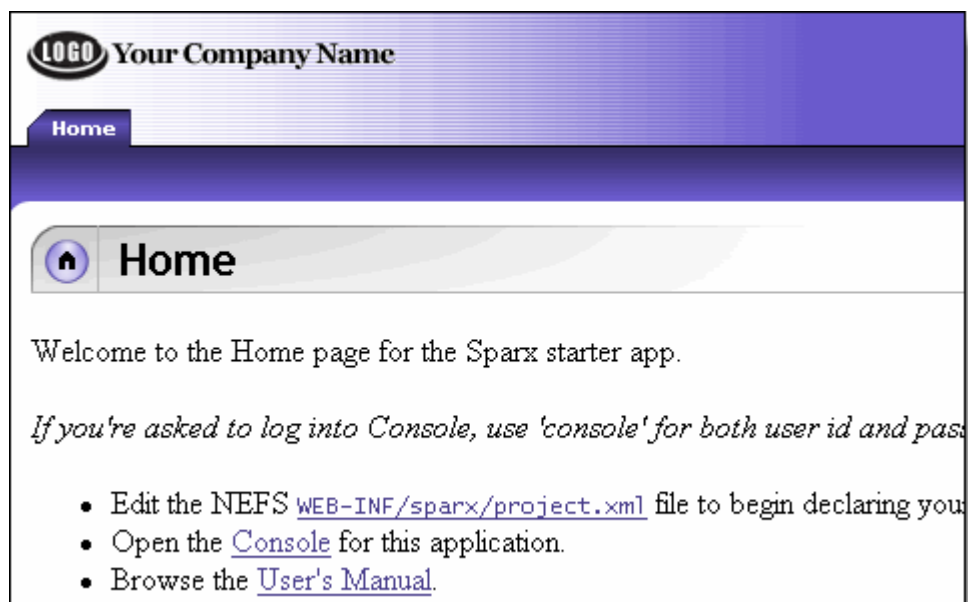 LOGO Your Company Name
Home
Home
Welcome to the Home page for the Sparx starter app.
If you're asked to log into Console, use 'console' for both user id and pass
Edit the NEFS WEB-INF/sparx/project.xml file to begin declaring you
Open the Console for this application.
Browse the User's Manual.